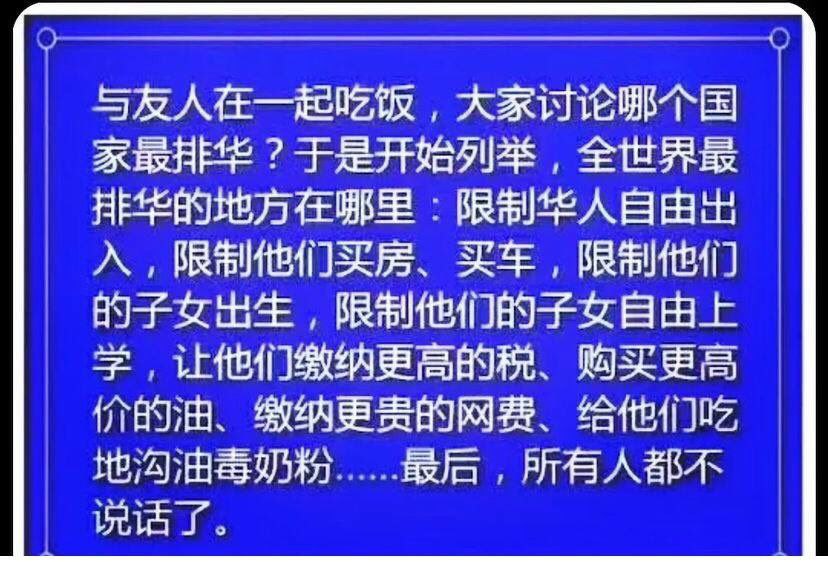 与友人在一起吃饭，大家讨论哪个国
家最排华？于是开始列举，全世界最
排华的地方在哪里：限制华人自由出
入，限制他们买房、买车，限制他们
的子女出生，限制他们的子女自由上
学，让他们缴纳更高的税、购买更高
价的油、缴纳更贵的网费、给他们吃
地沟油毒奶粉……最后，所有人都不
说话了。